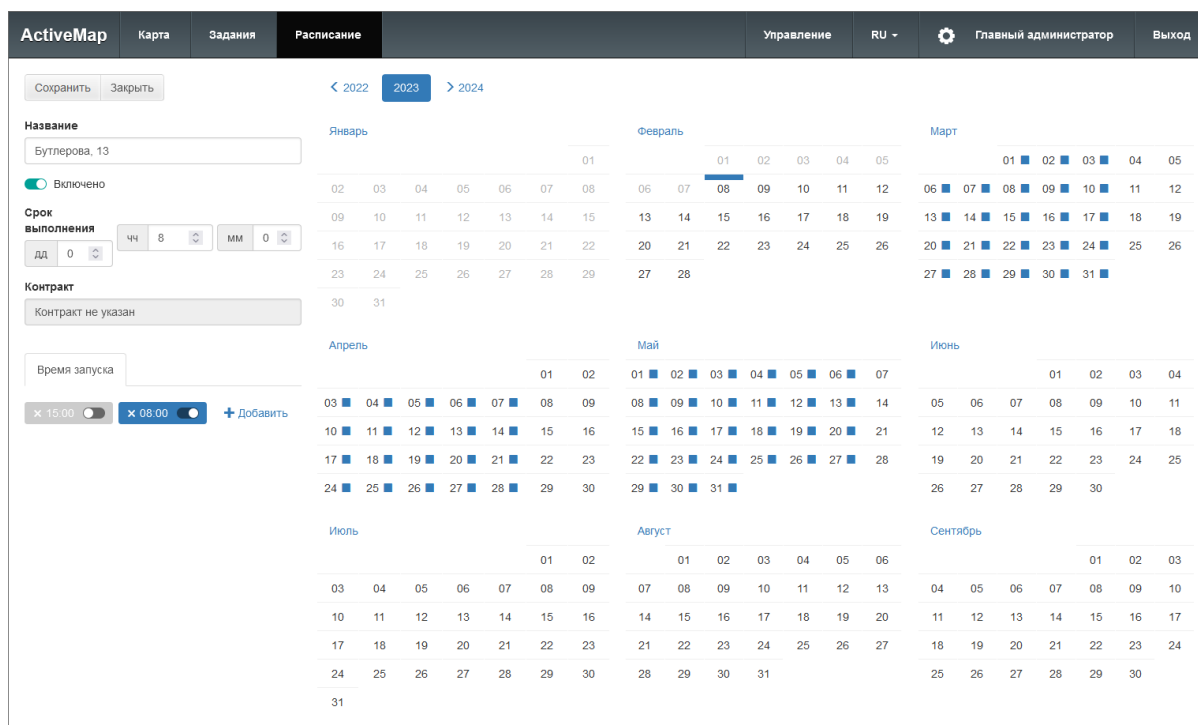 ActiveMap Карта Задания Расписание Управление RU Главный администратор Выход
Сохранить Закрыть
Название
Бутлерова, 13
Включено
Срок
выполнения
дд 0 чч 8 мм 0
Контракт
Контракт не указан
Время запуска
× 15:00 × 08:00 + Добавить
< 2022 2023 > 2024
Январь
01
02 03 04 05 06 07 08
09 10 11 12 13 14 15
16 17 18 19 20 21 22
23 24 25 26 27 28 29
30 31
Февраль
01 02 03 04 05
06 07 08 09 10 11 12
13 14 15 16 17 18 19
20 21 22 23 24 25 26
27 28
Март
01 02 03 04 05
06 07 08 09 10 11 12
13 14 15 16 17 18 19
20 21 22 23 24 25 26
27 28 29 30 31
Апрель
01 02
03 04 05 06 07 08 09
10 11 12 13 14 15 16
17 18 19 20 21 22 23
24 25 26 27 28 29 30
Май
01 02 03 04 05 06 07
08 09 10 11 12 13 14
15 16 17 18 19 20 21
22 23 24 25 26 27 28
29 30 31
Июнь
01 02 03 04
05 06 07 08 09 10 11
12 13 14 15 16 17 18
19 20 21 22 23 24 25
26 27 28 29 30
Июль
01 02
03 04 05 06 07 08 09
10 11 12 13 14 15 16
17 18 19 20 21 22 23
24 25 26 27 28 29 30
31
Август
01 02 03 04 05 06
07 08 09 10 11 12 13
14 15 16 17 18 19 20
21 22 23 24 25 26 27
28 29 30 31
Сентябрь
01 02 03
04 05 06 07 08 09 10
11 12 13 14 15 16 17
18 19 20 21 22 23 24
25 26 27 28 29 30